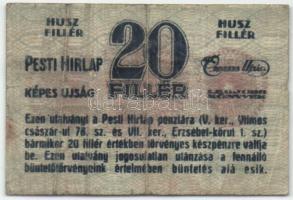 HUSZ FILLÉR
20
HUSZ FILLÉR
PESTI HIRLAP
KÉPES UJSÁG
FILLÉR
Ezen utalványt a Pesti Hirlap pénztára (V. ker., Vilmos
császár-ut 78. sz. és VII. ker., Erzsébet-körut 1. sz.)
bármikor 20 fillér értékben törvényes készpénzre váltja
be. Ezen utalvány jogosulatlan utánzása a fennálló
büntetőtörvényeink értelmében büntetés alá esik.